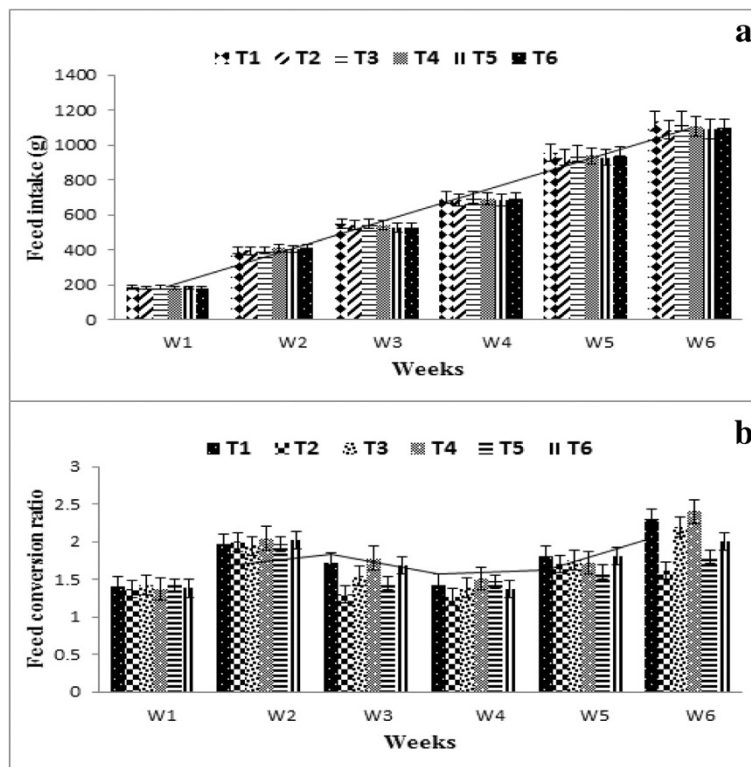 a
T1 T2 T3 T4 T5 T6
1400
1200
1000
800
600
400
200
0
Feed intake (g)
W1 W2 W3 W4 W5 W6
Weeks
b
T1 T2 T3 T4 T5 T6
3
2.5
2
1.5
1
0.5
0
Feed conversion ratio
W1 W2 W3 W4 W5 W6
Weeks